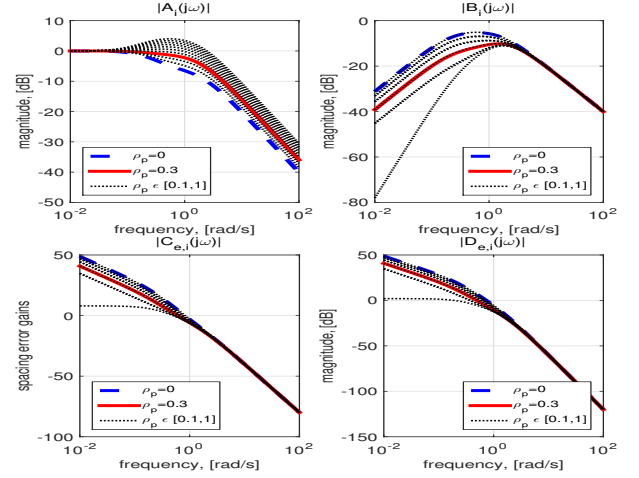 |A_i(jω)|
magnitude, [dB]
10
0
-10
-20
-30
-40
-50
ρ_p=0
ρ_p=0.3
ρ_p ϵ [0.1,1]
10^-2
10^0
10^2
frequency, [rad/s]
|B_i(jω)|
magnitude, [dB]
0
-20
-40
-60
-80
ρ_p=0
ρ_p=0.3
ρ_p ϵ [0.1,1]
10^-2
10^0
10^2
frequency, [rad/s]
|C_e,i(jω)|
spacing error gains
50
0
-50
-100
ρ_p=0
ρ_p=0.3
ρ_p ϵ [0.1,1]
10^-2
10^0
10^2
frequency, [rad/s]
|D_e,i(jω)|
magnitude, [dB]
50
0
-50
-100
-150
ρ_p=0
ρ_p=0.3
ρ_p ϵ [0.1,1]
10^-2
10^0
10^2
frequency, [rad/s]